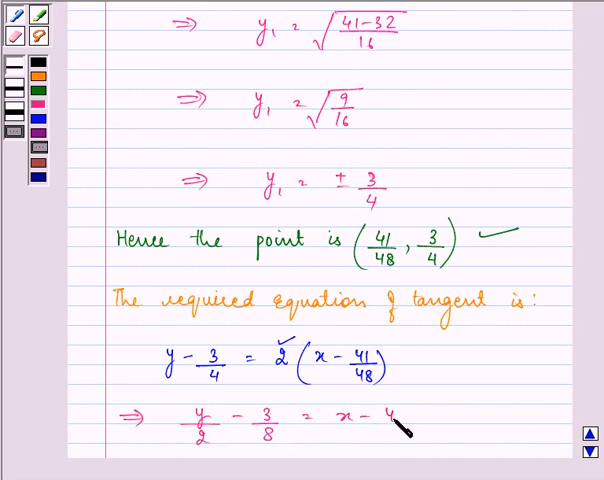 ⇒ y₁ = √((41-32)/16)
⇒ y₁ = √(9/16)
⇒ y₁ = ± 3/4
Hence the point is (41/48, 3/4) ✓
The required Equation of tangent is:
y - 3/4 = 2 (x - 41/48)
⇒ y/2 - 3/8 = x - 4